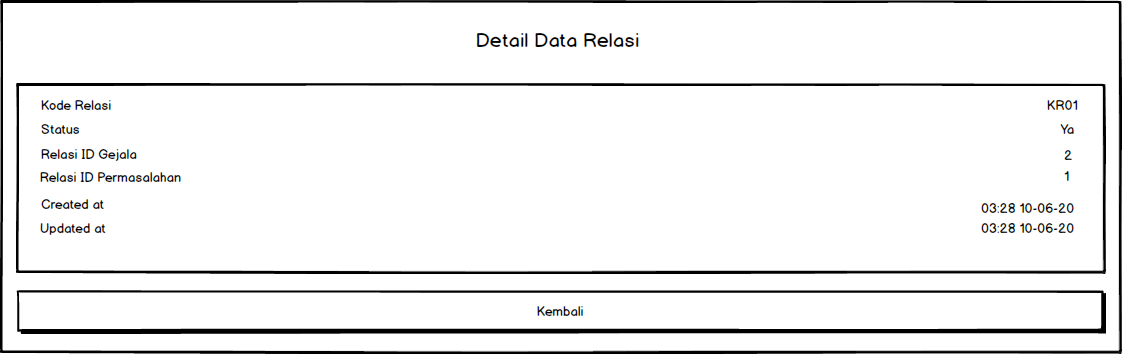 Detail Data Relasi
Kode Relasi KR01
Status Ya
Relasi ID Gejala 2
Relasi ID Permasalahan 1
Created at 03:28 10-06-20
Updated at 03:28 10-06-20
Kembali